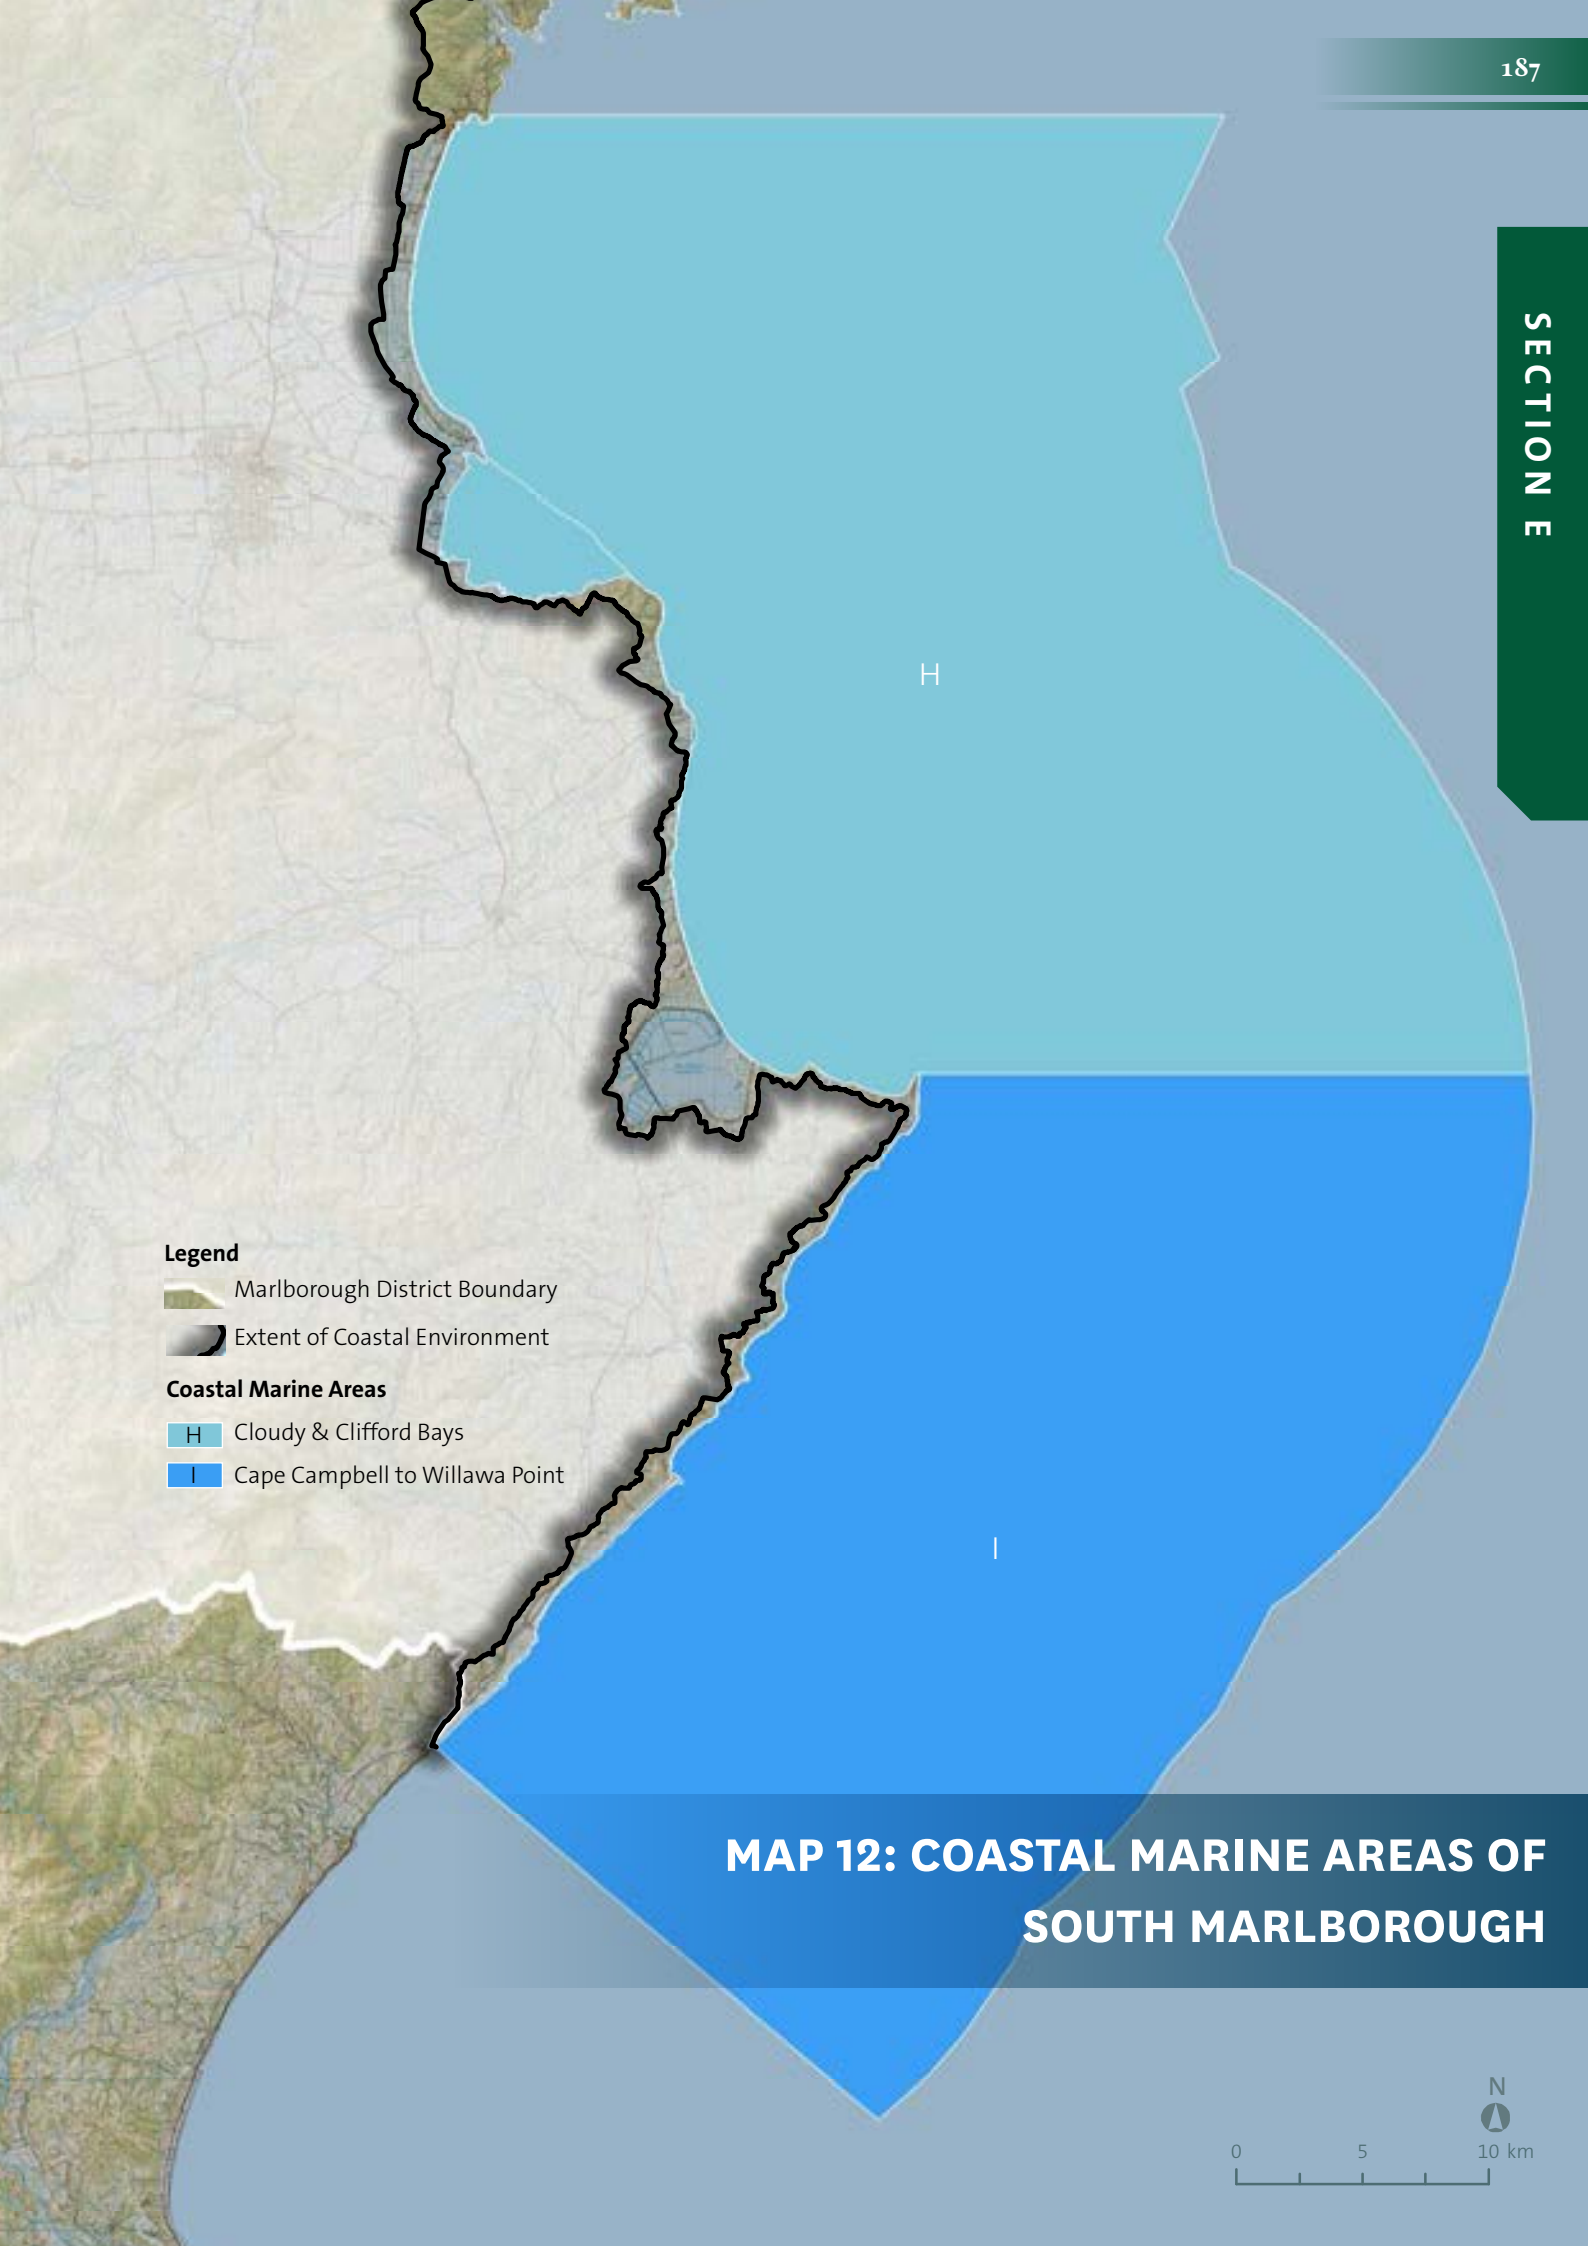 187
SECTION E
H
Legend
Marlborough District Boundary
Extent of Coastal Environment
Coastal Marine Areas
H Cloudy & Clifford Bays
I Cape Campbell to Willawa Point
I
MAP 12: COASTAL MARINE AREAS OF
SOUTH MARLBOROUGH
N
0 5 10 km